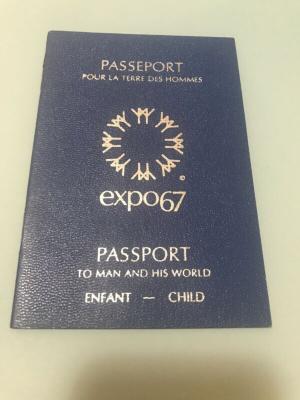 PASSEPORT
POUR LA TERRE DES HOMMES
©
expo67
PASSPORT
TO MAN AND HIS WORLD
ENFANT — CHILD